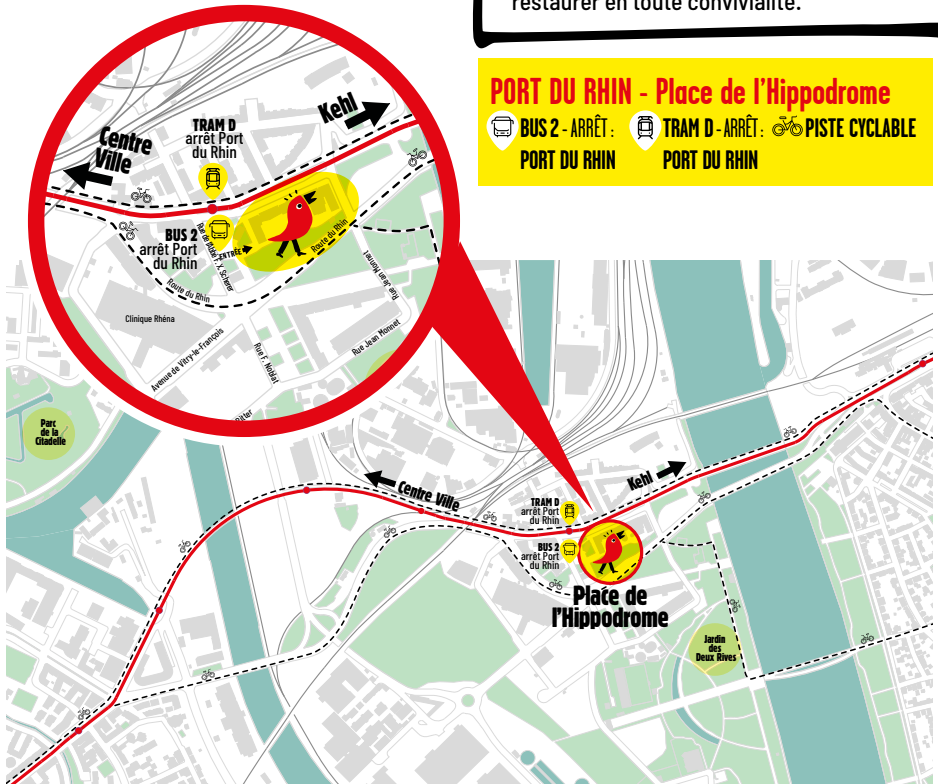 restaurer en toute convivialité.
PORT DU RHIN - Place de l'Hippodrome
BUS 2 - ARRÊT :
PORT DU RHIN
TRAM D - ARRÊT :
PORT DU RHIN
PISTE CYCLABLE
Centre
Ville
TRAM D
arrêt Port
du Rhin
Kehl
BUS 2
arrêt Port
du Rhin
ENTRÉE
Route du Rhin
Rue Jean Monnet
Route du Rhin
Clinique Rhéna
Avenue de Vitry-le-François
Rue F. Noblat
Rue Jean Monnet
Parc
de la
Citadelle
Centre Ville
Kehl
TRAM D
arrêt Port
du Rhin
BUS 2
arrêt Port
du Rhin
Place de
l'Hippodrome
Jardin
des
Deux Rives